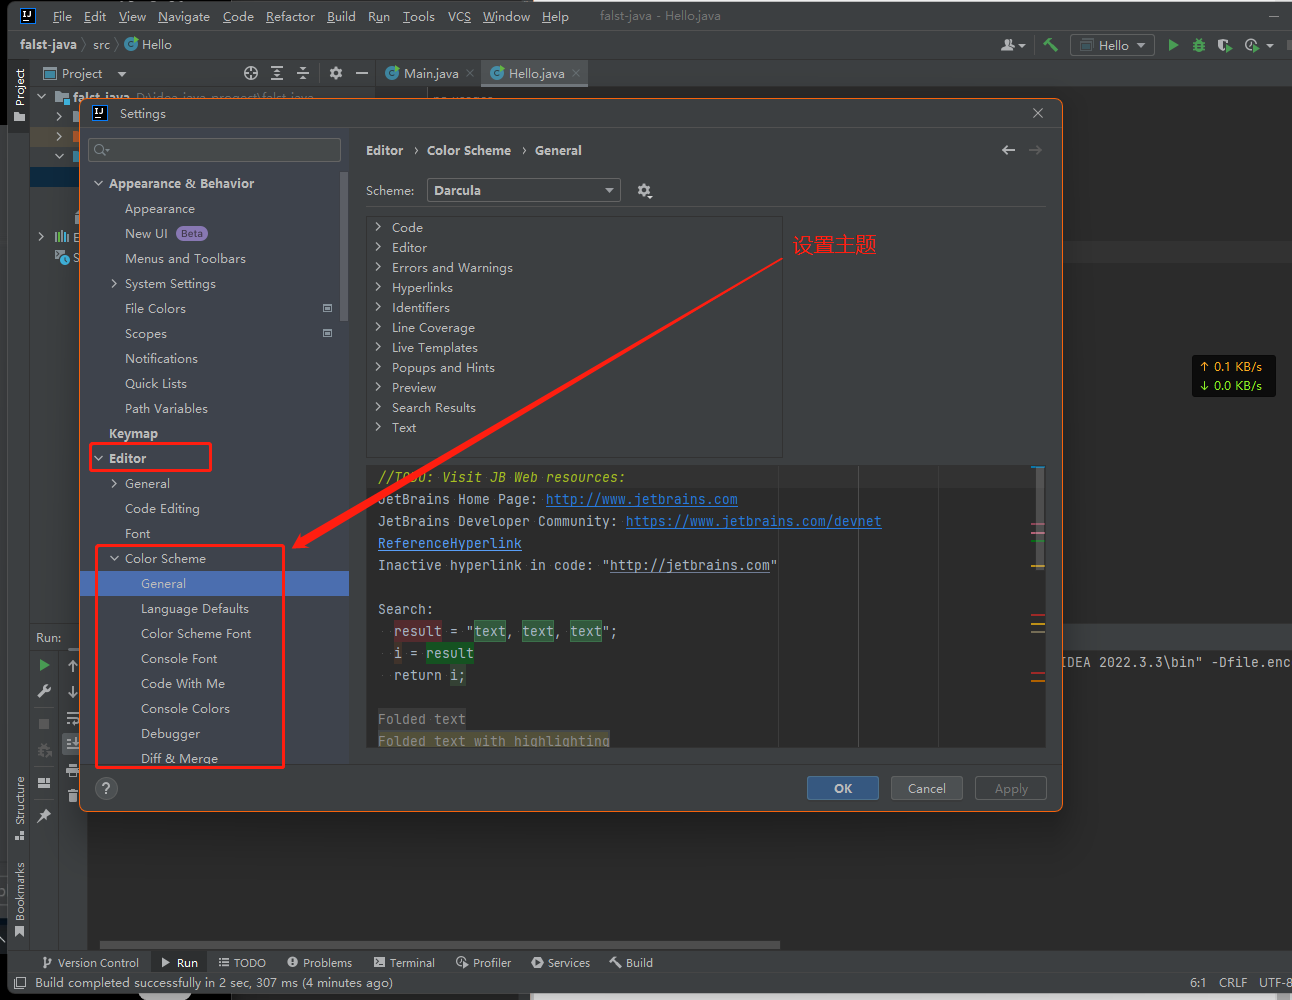 File Edit View Navigate Code Refactor Build Run Tools VCS Window Help falst-java - Hello.java
falst-java src Hello
Hello
Project
Project
Main.java
Hello.java
falst-java
Settings
Appearance & Behavior
Appearance
New UI Beta
Menus and Toolbars
System Settings
File Colors
Scopes
Notifications
Quick Lists
Path Variables
Keymap
Editor
General
Code Editing
Font
Color Scheme
General
Language Defaults
Color Scheme Font
Console Font
Code With Me
Console Colors
Debugger
Diff & Merge
Editor › Color Scheme › General
Scheme: Darcula
Code
Editor
Errors and Warnings
Hyperlinks
Identifiers
Line Coverage
Live Templates
Popups and Hints
Preview
Search Results
Text
设置主题
//TODO: Visit JB Web resources:
JetBrains Home Page: http://www.jetbrains.com
JetBrains Developer Community: https://www.jetbrains.com/devnet
ReferenceHyperlink
Inactive hyperlink in code: "http://jetbrains.com"
Search:
result = "text, text, text";
i = result
return i;
Folded text
Folded text with highlighting
?
OK
Cancel
Apply
↑ 0.1 KB/s
↓ 0.0 KB/s
Run:
IDEA 2022.3.3\bin" -Dfile.enc
Structure
Bookmarks
Version Control
Run
TODO
Problems
Terminal
Profiler
Services
Build
Build completed successfully in 2 sec, 307 ms (4 minutes ago)
6:1 CRLF UTF-8